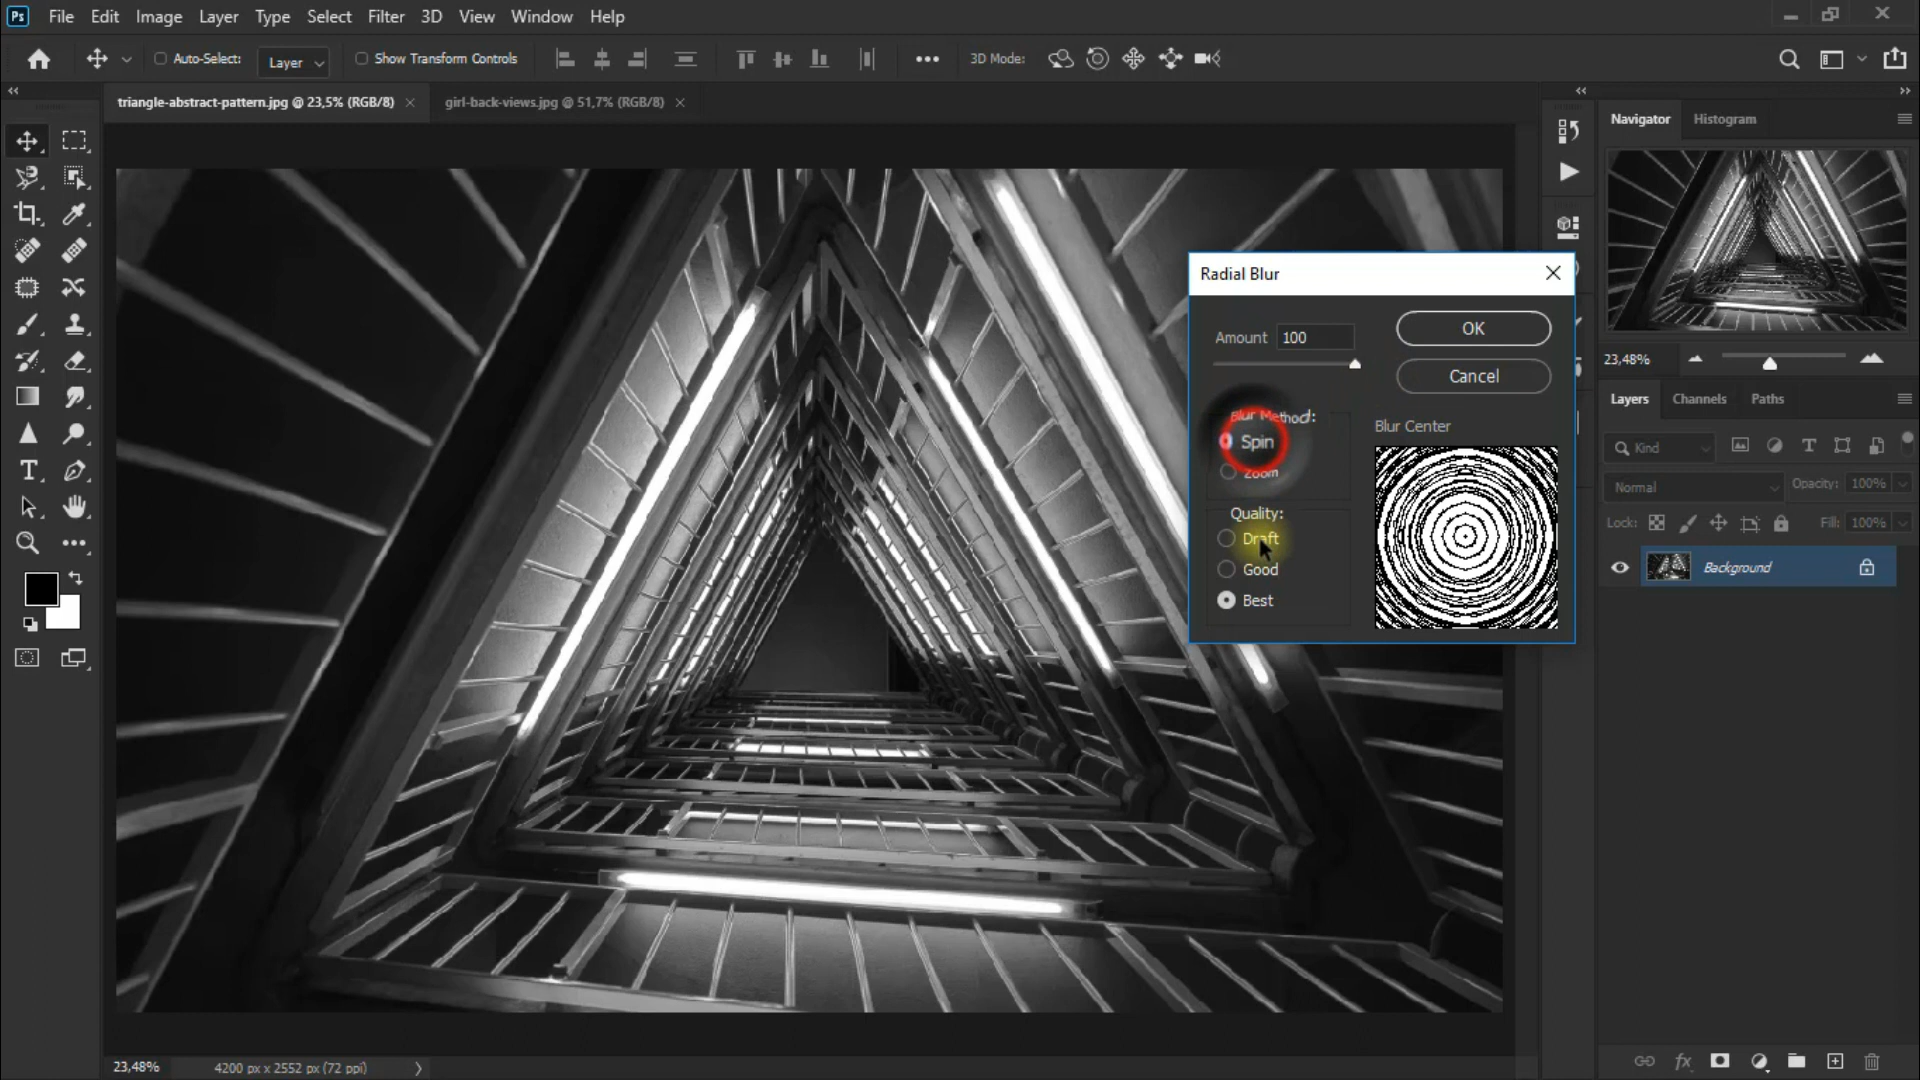 Ps File Edit Image Layer Type Select Filter 3D View Window Help
Auto-Select: Layer Show Transform Controls 3D Mode:
triangle-abstract-pattern.jpg @ 23,5% (RGB/8) girl-back-views.jpg @ 51,7% (RGB/8)
Navigator Histogram
23,48%
Radial Blur
Amount 100
OK
Cancel
Blur Method:
Spin
Zoom
Quality:
Draft
Good
Best
Blur Center
Layers Channels Paths
Kind
Normal Opacity: 100%
Lock: Fill: 100%
Background
fx
23,48% 4200 px x 2552 px (72 ppi)